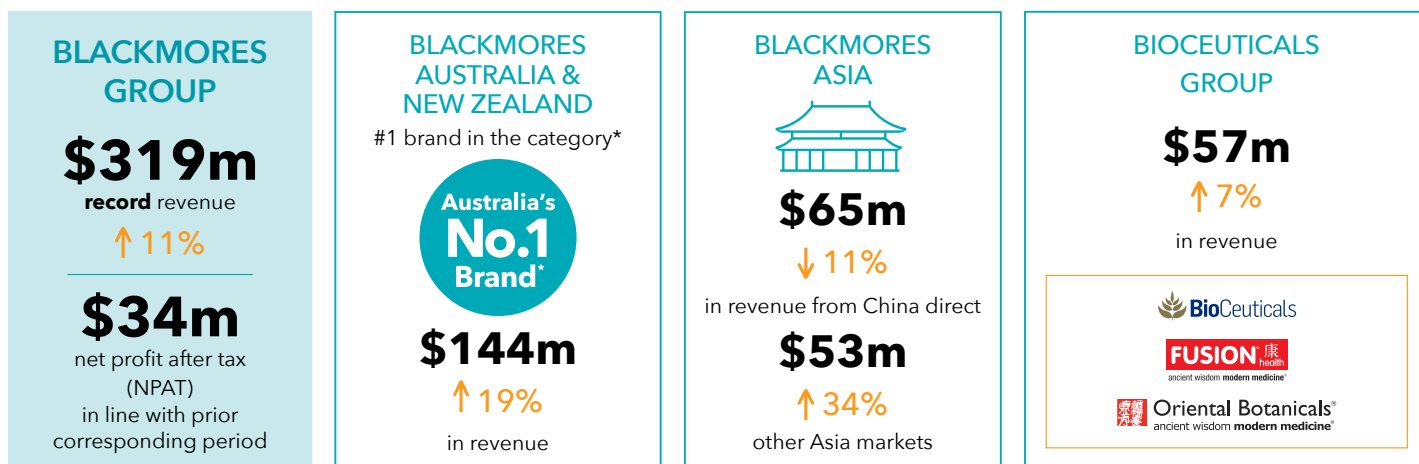 BLACKMORES
GROUP
$319m
record revenue
↑ 11%
$34m
net profit after tax
(NPAT)
in line with prior
corresponding period
BLACKMORES
AUSTRALIA &
NEW ZEALAND
#1 brand in the category*
Australia's
No.1
Brand*
$144m
↑ 19%
in revenue
BLACKMORES
ASIA
$65m
↓ 11%
in revenue from China direct
$53m
↑ 34%
other Asia markets
BIOCEUTICALS
GROUP
$57m
↑ 7%
in revenue
BioCeuticals
FUSION® 康
health
ancient wisdom modern medicine®
Oriental Botanicals®
ancient wisdom modern medicine®